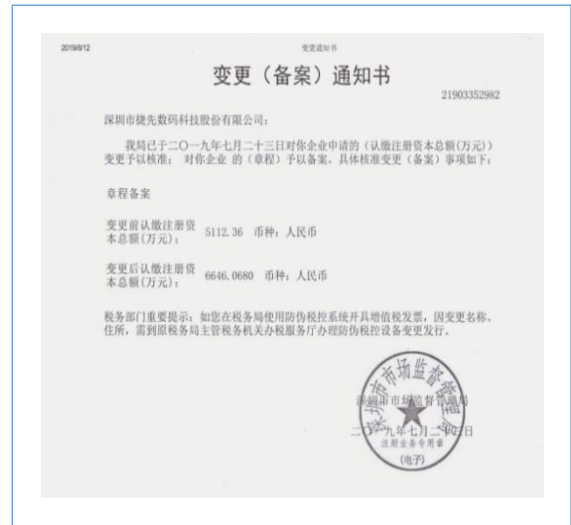 2019/8/12
变更通知书
变更（备案）通知书
21903352982
深圳市捷先数码科技股份有限公司：
我局已于二〇一九年七月二十三日对你企业申请的（认缴注册资本总额(万元)）
变更予以核准； 对你企业 的（章程）予以备案，具体核准变更（备案）事项如下：
章程备案
变更前认缴注册资
本总额(万元)： 5112.36 币种：人民币
变更后认缴注册资
本总额(万元)： 6646.0680 币种：人民币
税务部门重要提示：如您在税务局使用防伪税控系统开具增值税发票，因变更名称、
住所，需到原税务局主管税务机关办税服务厅办理防伪税控设备变更发行。
深圳市市场监督管理局
深圳市市场监督管理局
二〇一九年七月二十三日
注册业务专用章
(电子)